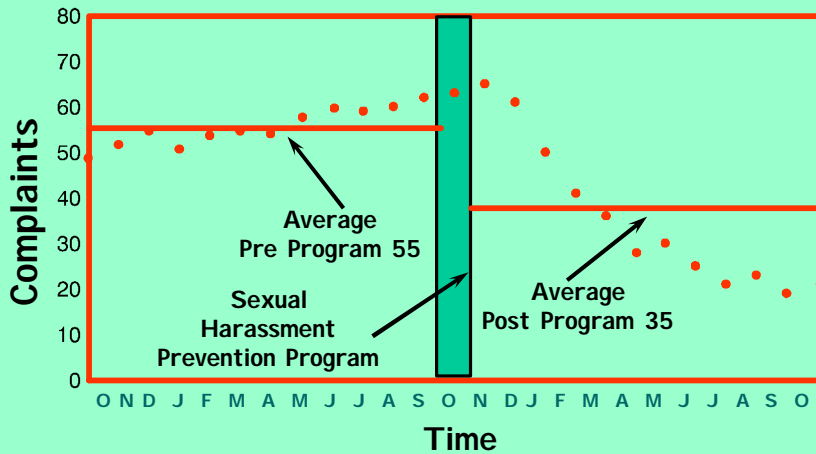 80
70
60
50
40
30
20
10
0
Complaints
Average
Pre Program 55
Sexual
Harassment
Prevention Program
Average
Post Program 35
O N D J F M A M J J A S O N D J F M A M J J A S O
Time